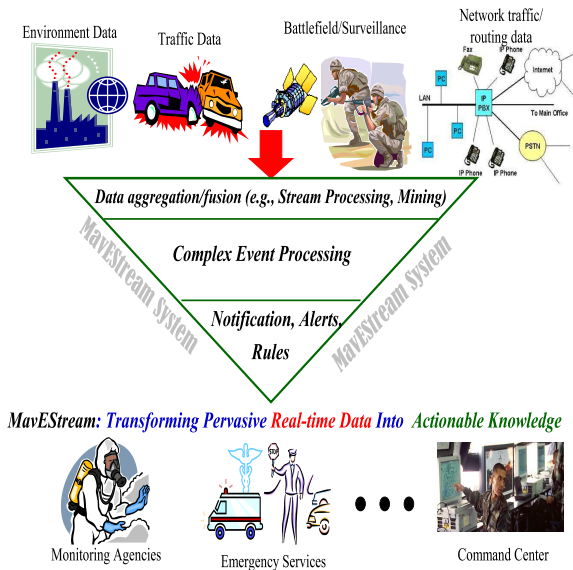 Environment Data
Traffic Data
Battlefield/Surveillance
Network traffic/
routing data
Fax
IP Phone
Internet
PC
LAN
IP
PBX
To Main Office
PC
PC
PSTN
IP Phone
IP Phone
STOP
Data aggregation/fusion (e.g., Stream Processing, Mining)
Complex Event Processing
Notification, Alerts,
Rules
MavEStream System
MavEStream System
MavEStream: Transforming Pervasive Real-time Data Into Actionable Knowledge
Monitoring Agencies
Emergency Services
Command Center